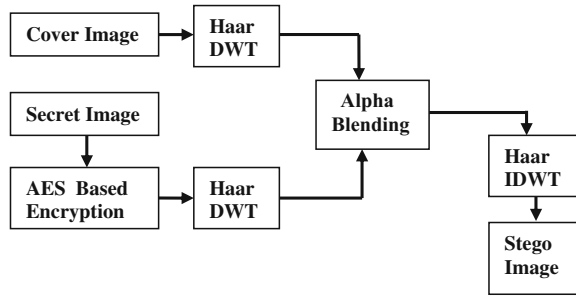 Cover Image
Haar
DWT
Secret Image
Alpha
Blending
AES Based
Encryption
Haar
DWT
Haar
IDWT
Stego
Image